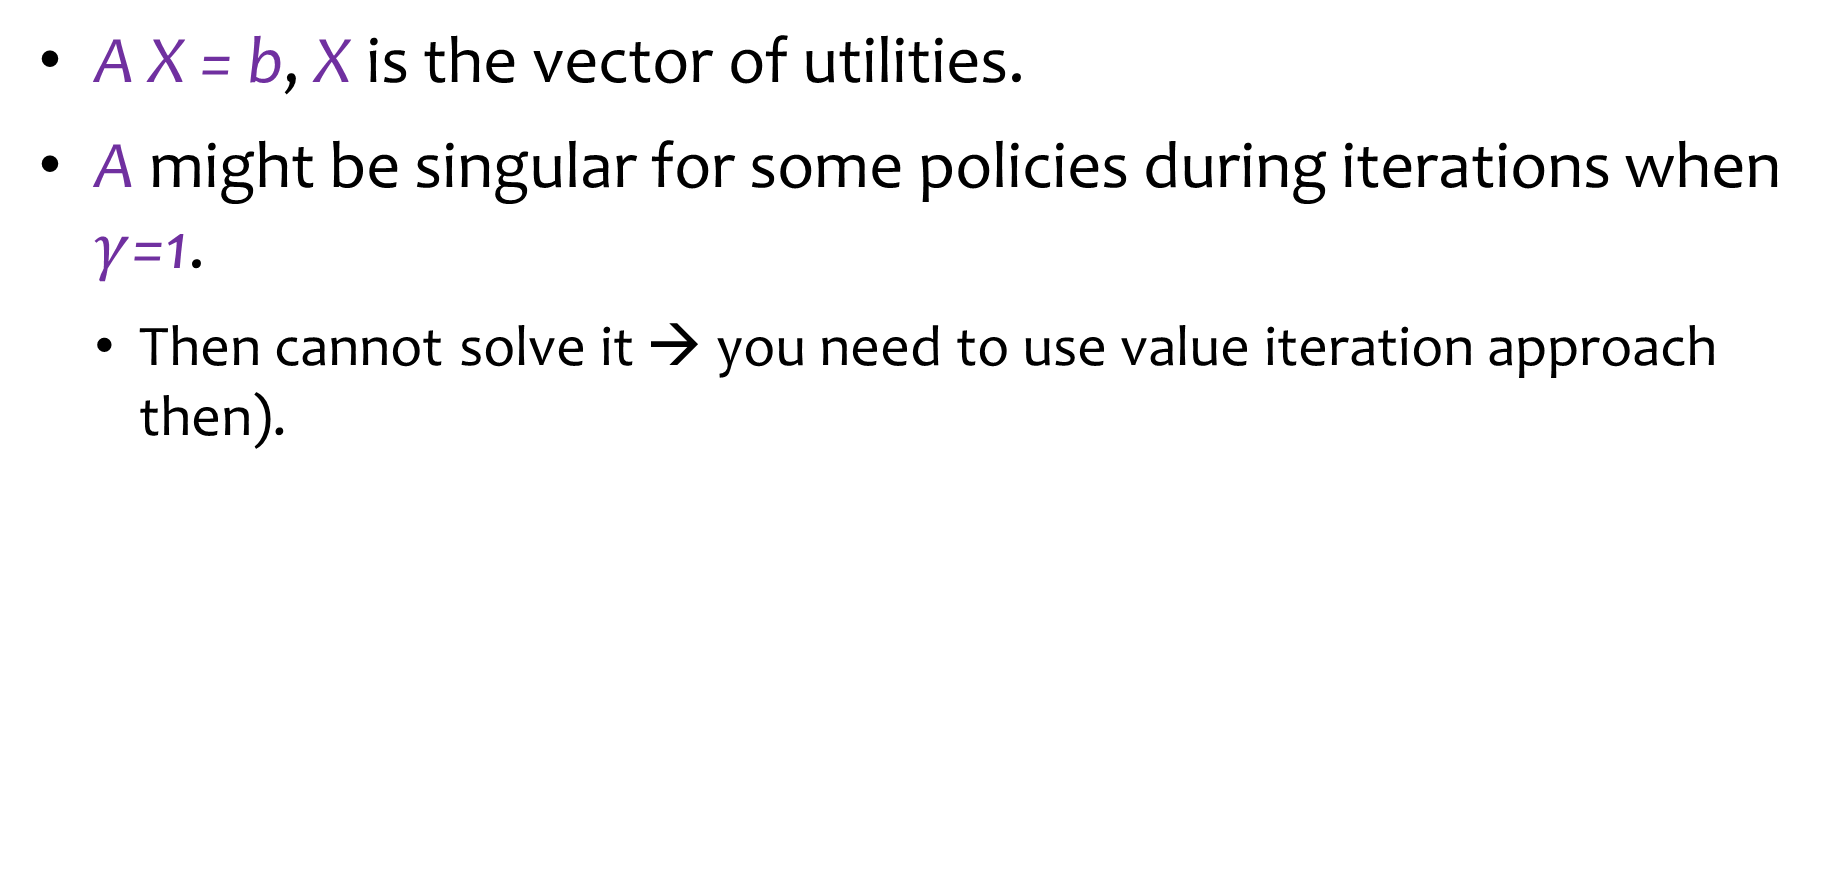 • A X = b, X is the vector of utilities.
• A might be singular for some policies during iterations when
γ=1.
• Then cannot solve it → you need to use value iteration approach
then).